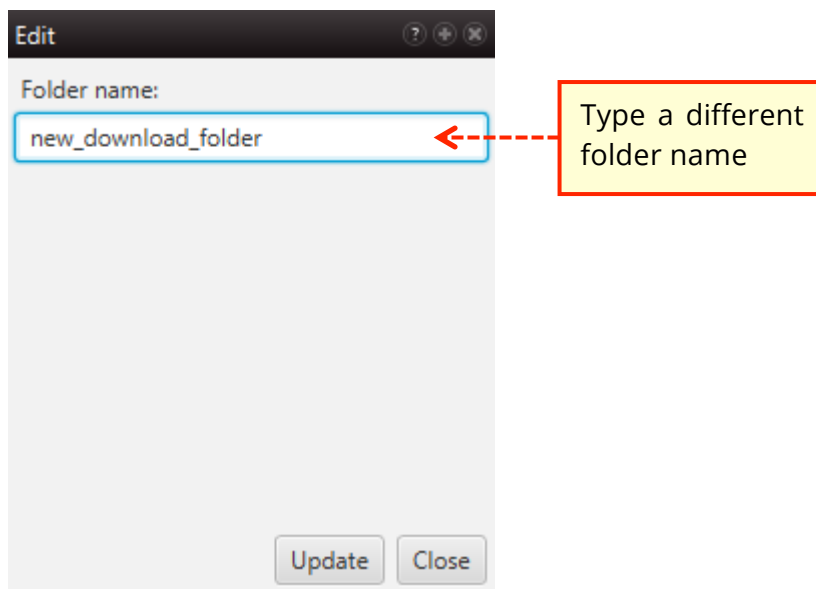 Edit
Folder name:
new_download_folder
Type a different
folder name
Update Close